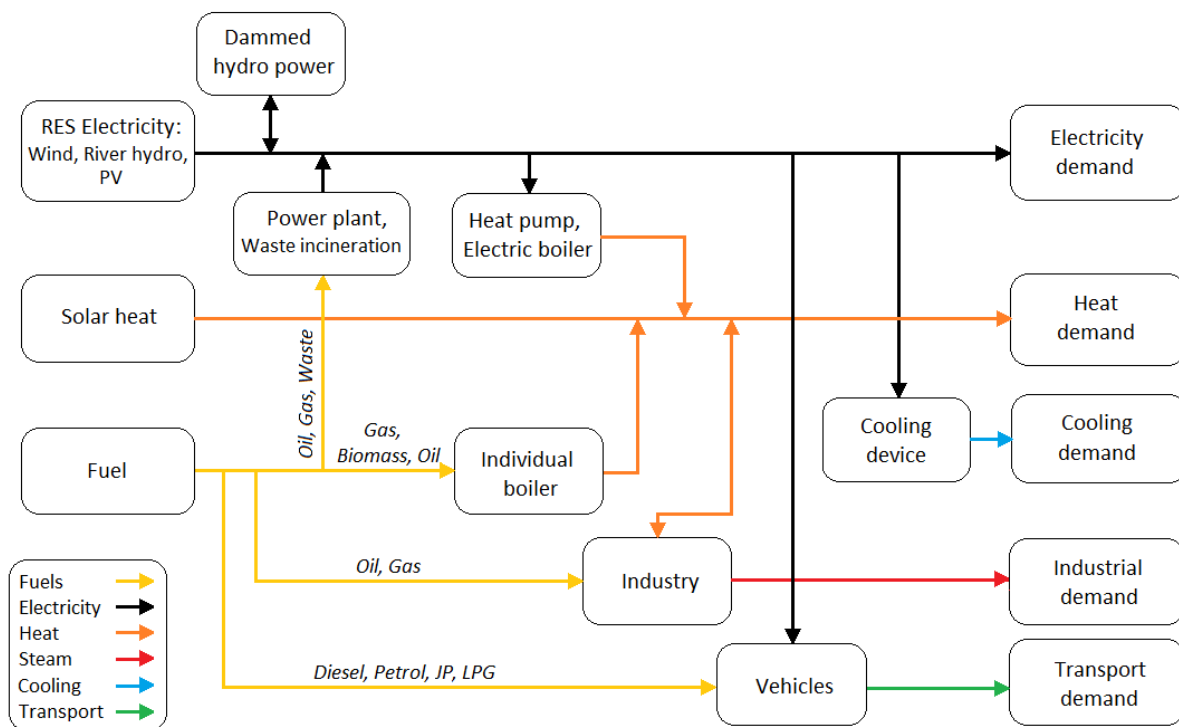 Dammed
hydro power
RES Electricity:
Wind, River hydro,
PV
Electricity
demand
Power plant,
Waste incineration
Heat pump,
Electric boiler
Solar heat
Heat
demand
Oil, Gas, Waste
Gas,
Biomass, Oil
Fuel
Individual
boiler
Cooling
device
Cooling
demand
Oil, Gas
Industry
Industrial
demand
Diesel, Petrol, JP, LPG
Vehicles
Transport
demand
Fuels
Electricity
Heat
Steam
Cooling
Transport